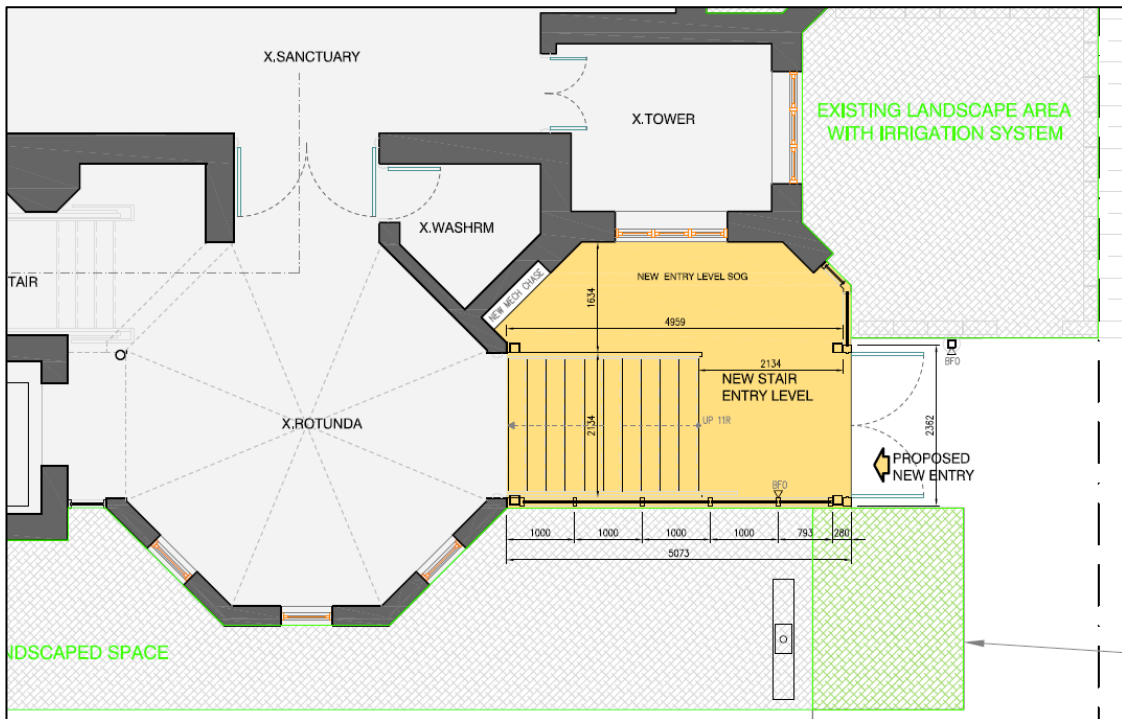 X.SANCTUARY
X.TOWER
EXISTING LANDSCAPE AREA
WITH IRRIGATION SYSTEM
X.WASHRM
NEW MECH CHASE
NEW ENTRY LEVEL SOG
1634
4959
TAIR
2134
NEW STAIR
ENTRY LEVEL
BFO
X.ROTUNDA
2134
UP 11R
2362
PROPOSED
NEW ENTRY
BFO
1000
1000
1000
1000
793
280
5073
NDSCAPED SPACE